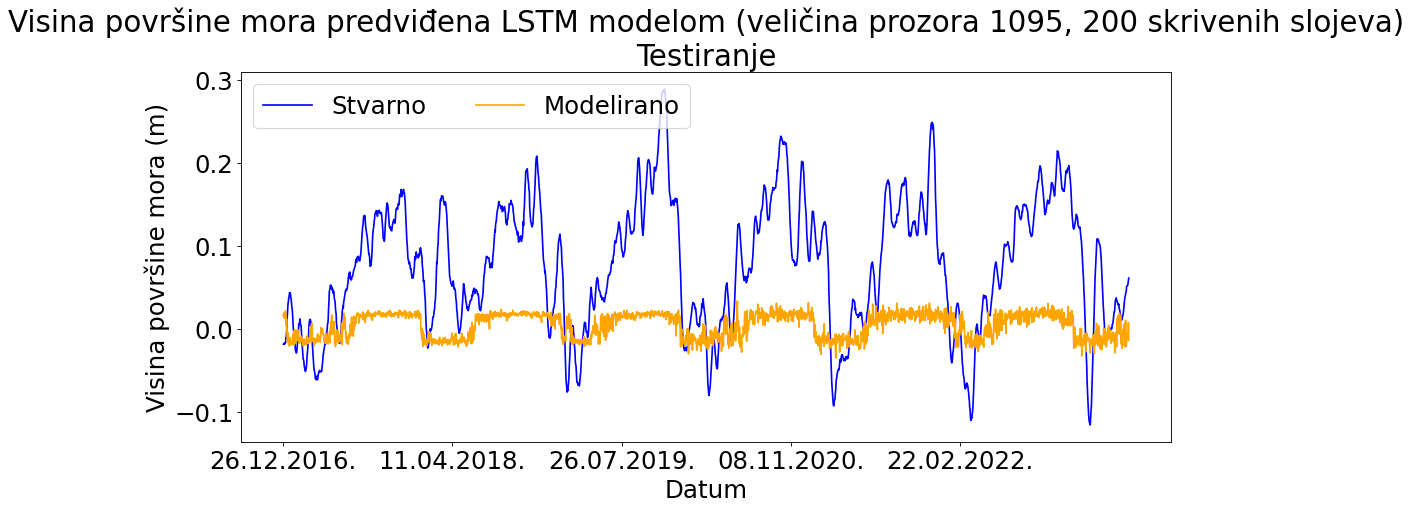 Visina površine mora predviđena LSTM modelom (veličina prozora 1095, 200 skrivenih slojeva)
Testiranje
Stvarno Modelirano
Visina površine mora (m)
0.3
0.2
0.1
0.0
−0.1
26.12.2016. 11.04.2018. 26.07.2019. 08.11.2020. 22.02.2022.
Datum